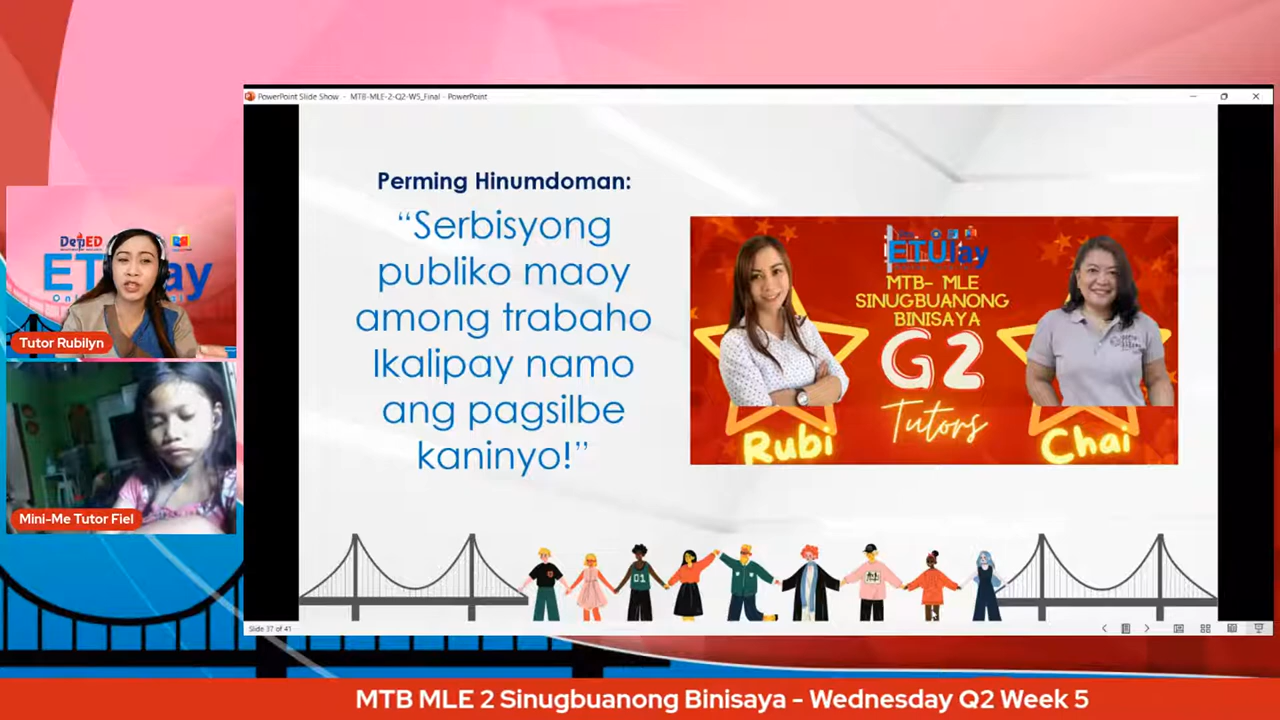 PowerPoint Slide Show - MTB-MLE-2-Q2-W5_Final - PowerPoint
Perming Hinumdoman:
“Serbisyong
publiko maoy
among trabaho
Ikalipay namo
ang pagsilbe
kaninyo!”
ETUlay
MTB- MLE
SINUGBUANONG
BINISAYA
G2
Tutors
Rubi
Chai
DepED
ETUlay
Tutor Rubilyn
Mini-Me Tutor Fiel
01
Slide 37 of 41
MTB MLE 2 Sinugbuanong Binisaya - Wednesday Q2 Week 5